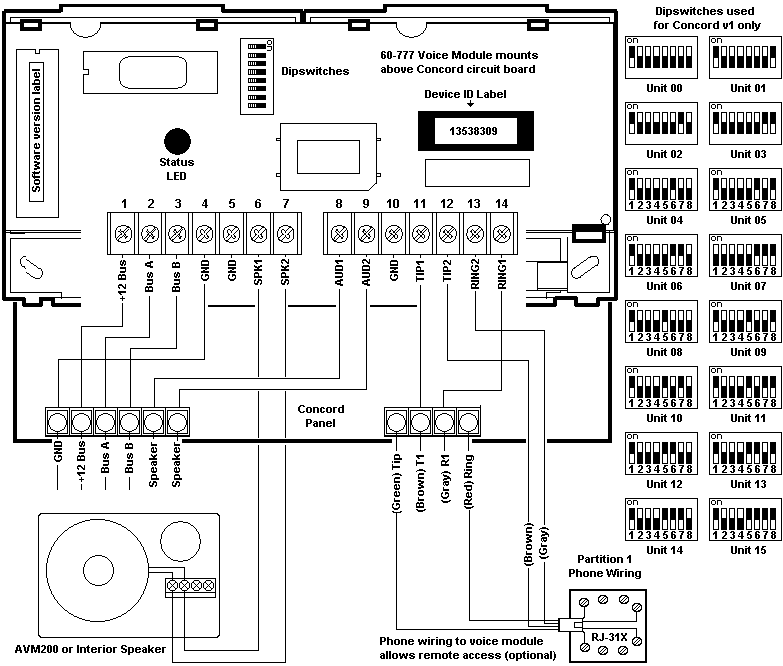 Dipswitches used
for Concord v1 only
on
Dipswitches
60-777 Voice Module mounts
above Concord circuit board
Device ID Label
13538309
Software version label
Status
LED
1 2 3 4 5 6 7 8 9 10 11 12 13 14
+12 Bus
Bus A
Bus B
GND
GND
SPK1
SPK2
AUD1
AUD2
GND
TIP1
TIP2
RING2
RING1
Concord
Panel
GND
+12 Bus
Bus A
Bus B
Speaker
Speaker
(Green) Tip
(Brown) T1
(Gray) R1
(Red) Ring
(Brown)
(Gray)
Partition 1
Phone Wiring
RJ-31X
AVM200 or Interior Speaker
Phone wiring to voice module
allows remote access (optional)
on
Unit 00
on
Unit 01
on
Unit 02
on
Unit 03
on
1 2 3 4 5 6 7 8
Unit 04
on
1 2 3 4 5 6 7 8
Unit 05
on
1 2 3 4 5 6 7 8
Unit 06
on
1 2 3 4 5 6 7 8
Unit 07
on
1 2 3 4 5 6 7 8
Unit 08
on
1 2 3 4 5 6 7 8
Unit 09
on
1 2 3 4 5 6 7 8
Unit 10
on
1 2 3 4 5 6 7 8
Unit 11
on
1 2 3 4 5 6 7 8
Unit 12
on
1 2 3 4 5 6 7 8
Unit 13
on
1 2 3 4 5 6 7 8
Unit 14
on
1 2 3 4 5 6 7 8
Unit 15